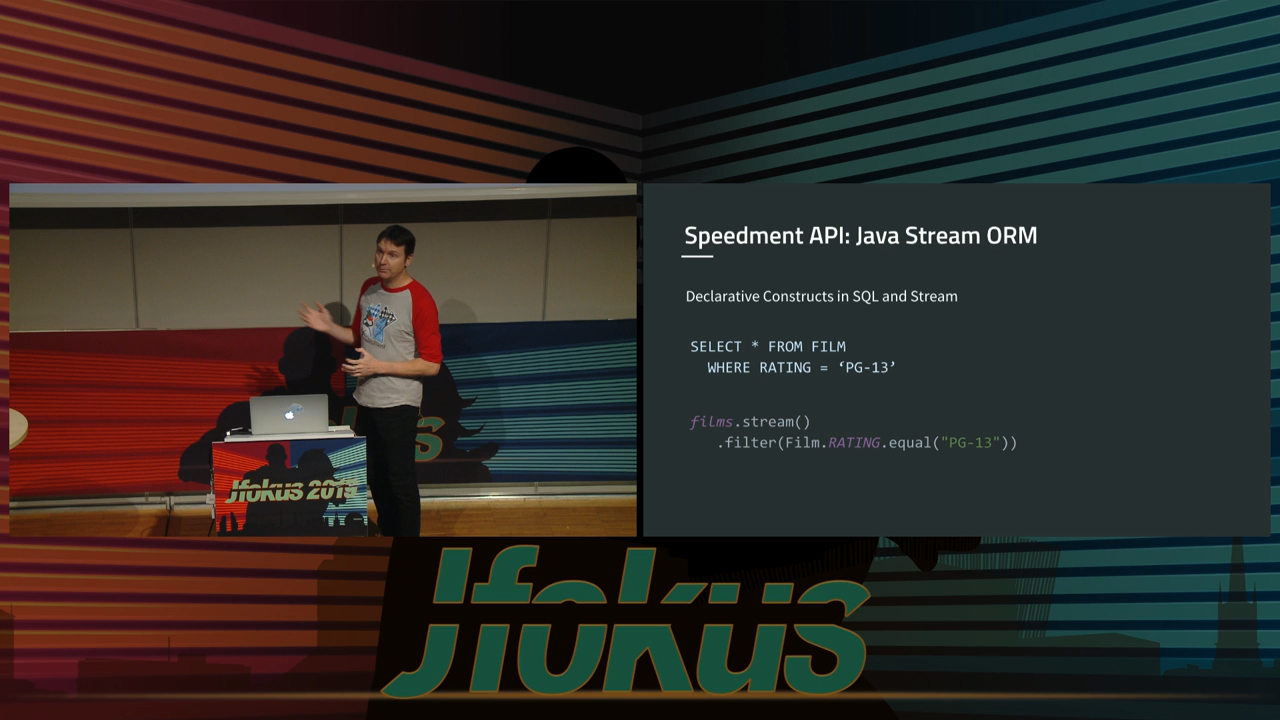 Speedment API: Java Stream ORM
Declarative Constructs in SQL and Stream
SELECT * FROM FILM
WHERE RATING = ‘PG-13’
films.stream()
.filter(Film.RATING.equal("PG-13"))
Jfokus 2019
Jfokus